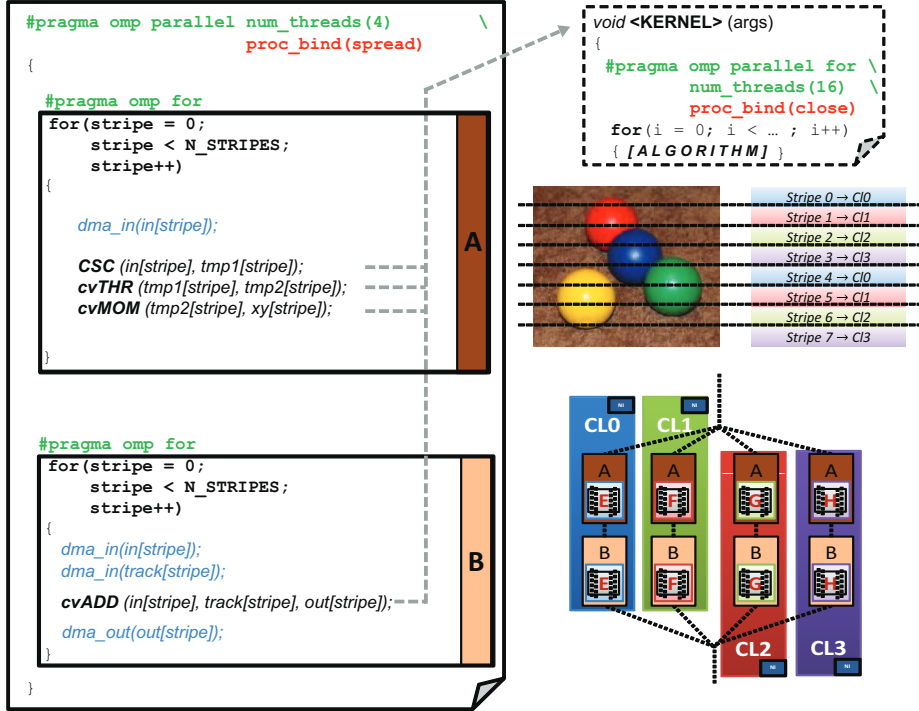 #pragma omp parallel num_threads(4) \
proc_bind(spread)
{
#pragma omp for
for(stripe = 0;
stripe < N_STRIPES;
stripe++)
{
dma_in(in[stripe]);
CSC (in[stripe], tmp1[stripe]);
cvTHR (tmp1[stripe], tmp2[stripe]);
cvMOM (tmp2[stripe], xy[stripe]);
}
A
#pragma omp for
for(stripe = 0;
stripe < N_STRIPES;
stripe++)
{
dma_in(in[stripe]);
dma_in(track[stripe]);
cvADD (in[stripe], track[stripe], out[stripe]);
dma_out(out[stripe]);
}
B
}
void <KERNEL> (args)
{
#pragma omp parallel for \
num_threads(16) \
proc_bind(close)
for(i = 0; i < … ; i++)
{ [ALGORITHM] }
Stripe 0 → Cl0
Stripe 1 → Cl1
Stripe 2 → Cl2
Stripe 3 → Cl3
Stripe 4 → Cl0
Stripe 5 → Cl1
Stripe 6 → Cl2
Stripe 7 → Cl3
NI NI
CL0 CL1
A A A A
E F G H
B B B B
E F G H
CL2 CL3
NI NI